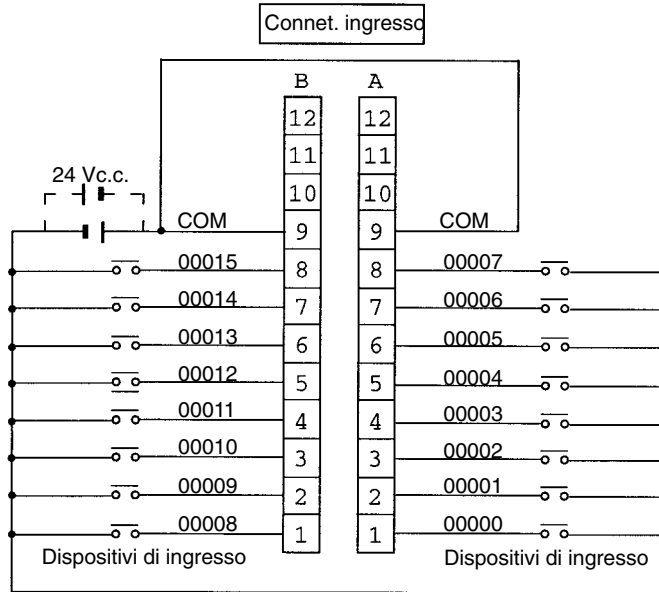 Connet. ingresso
B A
12 12
11 11
24 Vc.c.
10 10
COM 9 9 COM
00015 8 8 00007
00014 7 7 00006
00013 6 6 00005
00012 5 5 00004
00011 4 4 00003
00010 3 3 00002
00009 2 2 00001
00008 1 1 00000
Dispositivi di ingresso Dispositivi di ingresso